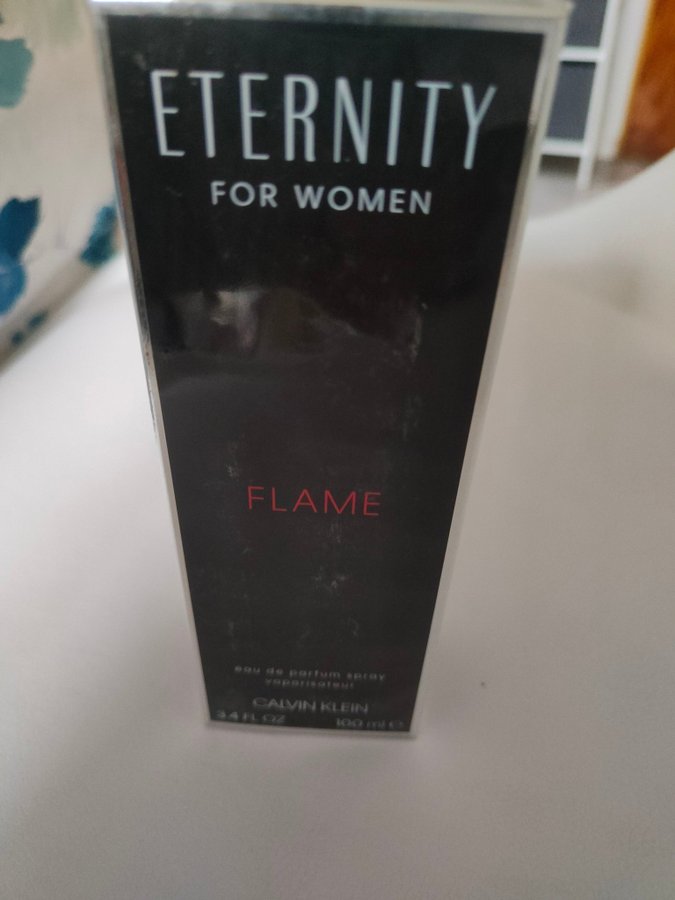 ETERNITY
FOR WOMEN
FLAME
eau de parfum spray
vaporisateur
CALVIN KLEIN
3.4 FL OZ 100 ml e